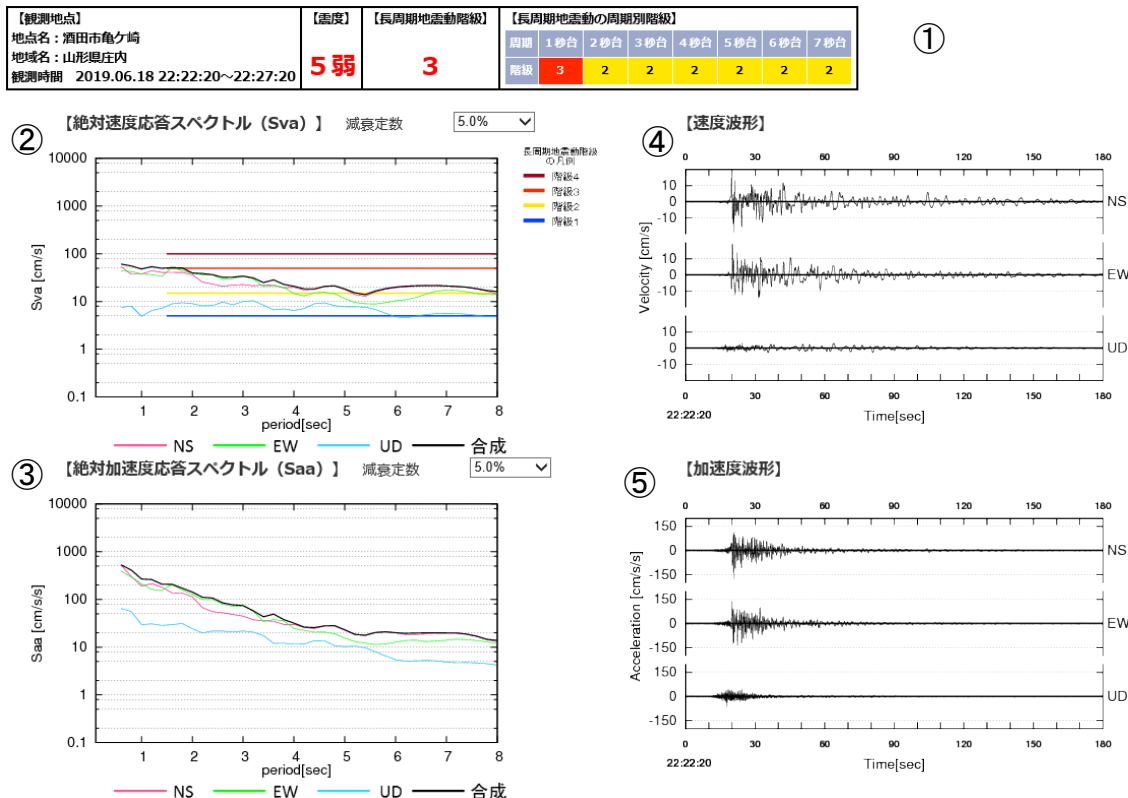 【観測地点】
地点名：酒田市亀ケ崎
地域名：山形県庄内
観測時間 2019.06.18 22:22:20～22:27:20
【震度】
5弱
【長周期地震動階級】
3
【長周期地震動の周期別階級】
周期 1秒台 2秒台 3秒台 4秒台 5秒台 6秒台 7秒台
階級 3 2 2 2 2 2 2
①
②
【絶対速度応答スペクトル（Sva）】 減衰定数 5.0%
長周期地震動階級
の凡例
階級4
階級3
階級2
階級1
10000
1000
100
10
1
0.1
Sva [cm/s]
1 2 3 4 5 6 7 8
period[sec]
NS EW UD 合成
③
【絶対加速度応答スペクトル（Saa）】 減衰定数 5.0%
10000
1000
100
10
1
0.1
Saa [cm/s/s]
1 2 3 4 5 6 7 8
period[sec]
NS EW UD 合成
④
【速度波形】
0 30 60 90 120 150 180
10
0
-10
NS
10
0
-10
EW
10
0
-10
UD
Velocity [cm/s]
0 30 60 90 120 150 180
22:22:20
Time[sec]
⑤
【加速度波形】
0 30 60 90 120 150 180
150
0
-150
NS
150
0
-150
EW
150
0
-150
UD
Acceleration [cm/s/s]
0 30 60 90 120 150 180
22:22:20
Time[sec]